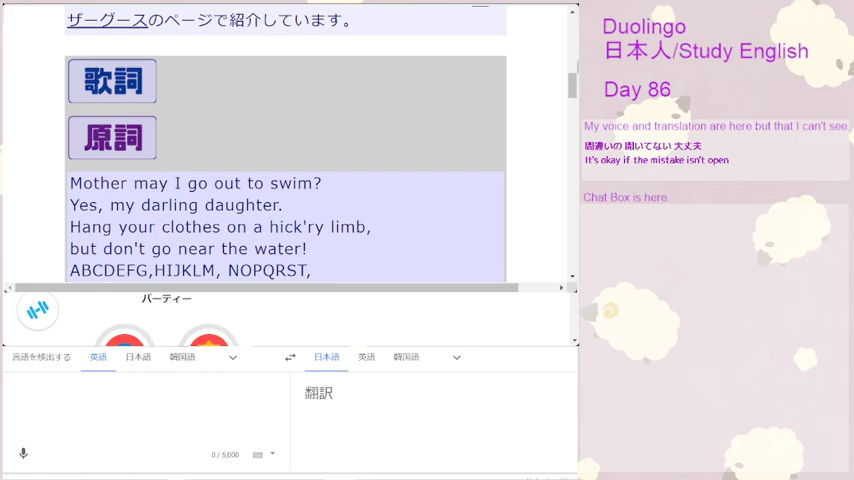 ザーグースのページで紹介しています。
歌詞
原詞
Mother may I go out to swim?
Yes, my darling daughter.
Hang your clothes on a hick'ry limb,
but don't go near the water!
ABCDEFG,HIJKLM, NOPQRST,
パーティー
言語を検出する 英語 日本語 韓国語
日本語 英語 韓国語
翻訳
0 / 5,000
Duolingo
日本人/Study English
Day 86
My voice and translation are here but that I can't see.
間違いの 開いてない 大丈夫
It's okay if the mistake isn't open
Chat Box is here: